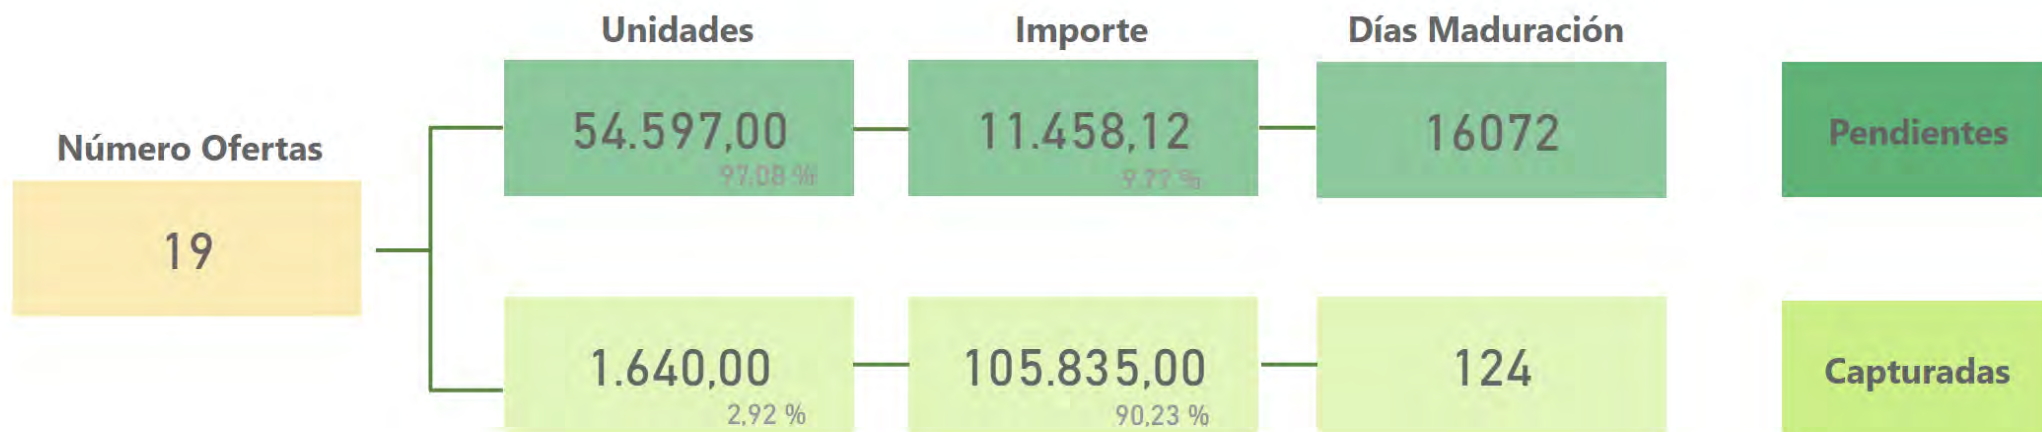 Unidades
Importe
Días Maduración
Número Ofertas
19
54.597,00
97,08 %
11.458,12
9,77 %
16072
Pendientes
1.640,00
2,92 %
105.835,00
90,23 %
124
Capturadas